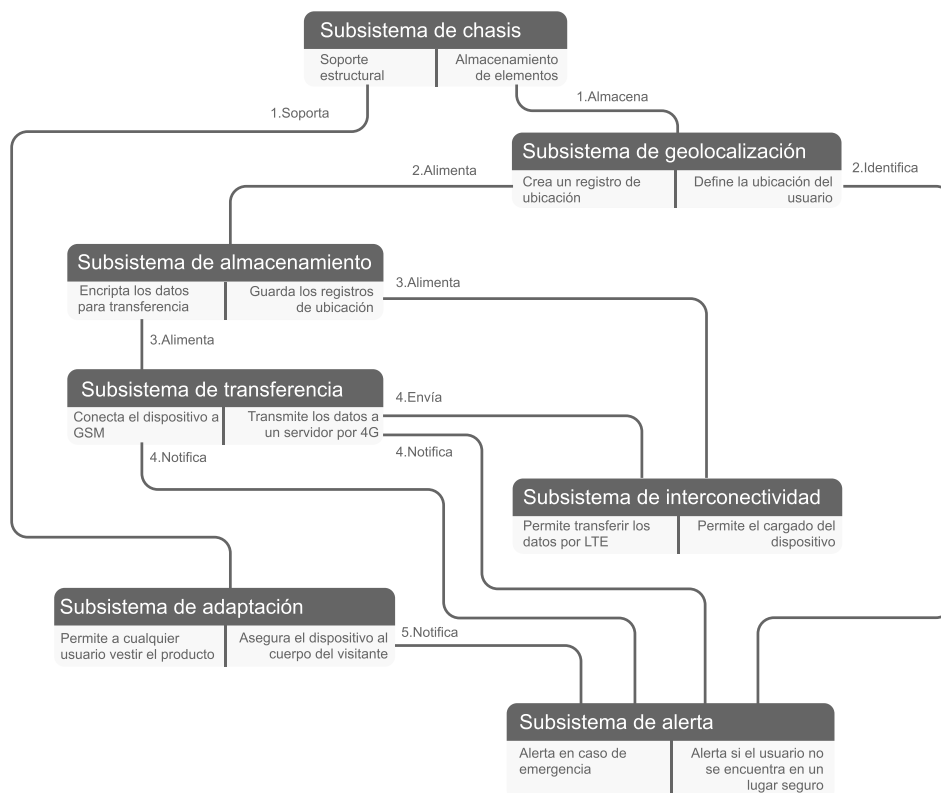 Subsistema de chasis
Soporte
estructural
Almacenamiento
de elementos
1.Soporta
1.Almacena
Subsistema de geolocalización
Crea un registro de
ubicación
Define la ubicación del
usuario
2.Alimenta
2.Identifica
Subsistema de almacenamiento
Encripta los datos
para transferencia
Guarda los registros
de ubicación
3.Alimenta
3.Alimenta
Subsistema de transferencia
Conecta el dispositivo a
GSM
Transmite los datos a
un servidor por 4G
4.Envía
4.Notifica
4.Notifica
Subsistema de interconectividad
Permite transferir los
datos por LTE
Permite el cargado del
dispositivo
Subsistema de adaptación
Permite a cualquier
usuario vestir el producto
Asegura el dispositivo al
cuerpo del visitante
5.Notifica
Subsistema de alerta
Alerta en caso de
emergencia
Alerta si el usuario no
se encuentra en un
lugar seguro